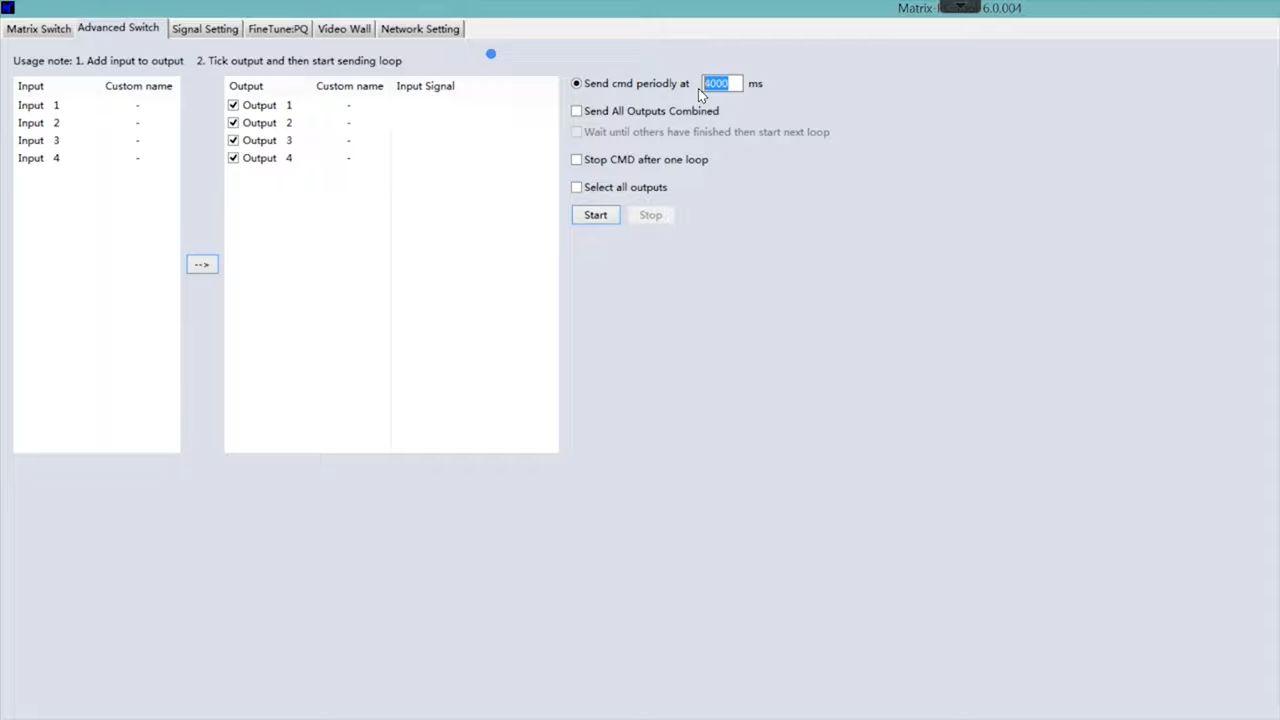 6.0.004
Matrix Switch Advanced Switch Signal Setting FineTune:PQ Video Wall Network Setting
Usage note: 1. Add input to output 2. Tick output and then start sending loop
Input Custom name
Input 1 -
Input 2 -
Input 3 -
Input 4 -
-->
Output Custom name Input Signal
Output 1 -
Output 2 -
Output 3 -
Output 4 -
Send cmd periodly at 4000 ms
Send All Outputs Combined
Wait until others have finished then start next loop
Stop CMD after one loop
Select all outputs
Start Stop